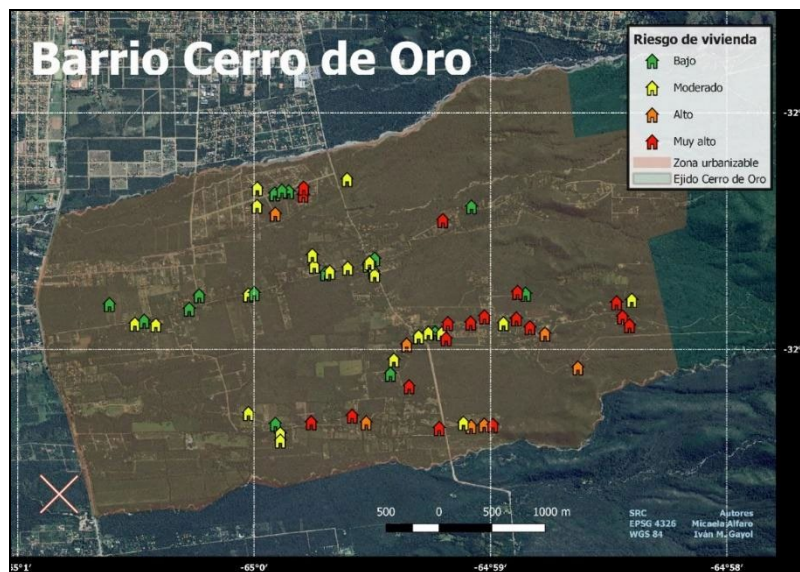 Barrio Cerro de Oro
Riesgo de vivienda
Bajo
Moderado
Alto
Muy alto
Zona urbanizable
Ejido Cerro de Oro
-32°
-32°
500 0 500 1000 m
SRC Autores
EPSG 4326 Micaela Alfaro
WGS 84 Iván M. Gayol
5°1' -65°0' -64°59' -64°58'